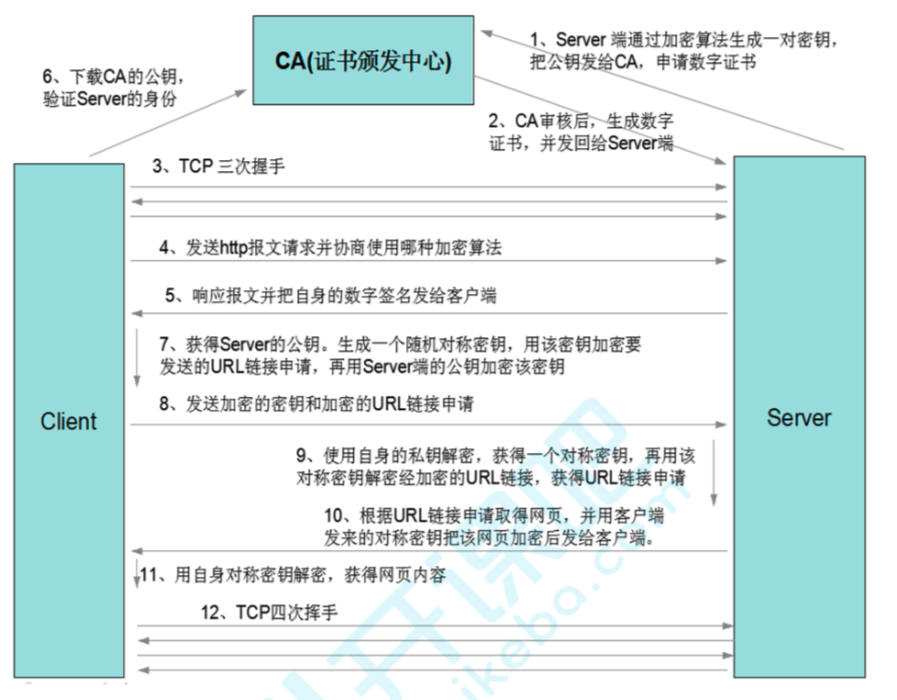 CA(证书颁发中心)
1、Server 端通过加密算法生成一对密钥，
把公钥发给CA，申请数字证书
6、下载CA的公钥，
验证Server的身份
2、CA审核后，生成数字
证书，并发回给Server端
3、TCP 三次握手
4、发送http报文请求并协商使用哪种加密算法
5、响应报文并把自身的数字签名发给客户端
7、获得Server的公钥。生成一个随机对称密钥，用该密钥加密要
发送的URL链接申请，再用Server端的公钥加密该密钥
8、发送加密的密钥和加密的URL链接申请
Client
Server
9、使用自身的私钥解密，获得一个对称密钥，再用该
对称密钥解密经加密的URL链接，获得URL链接申请
10、根据URL链接申请取得网页，并用客户端
发来的对称密钥把该网页加密后发给客户端。
11、用自身对称密钥解密，获得网页内容
12、TCP四次挥手
开课吧
ikeba.com